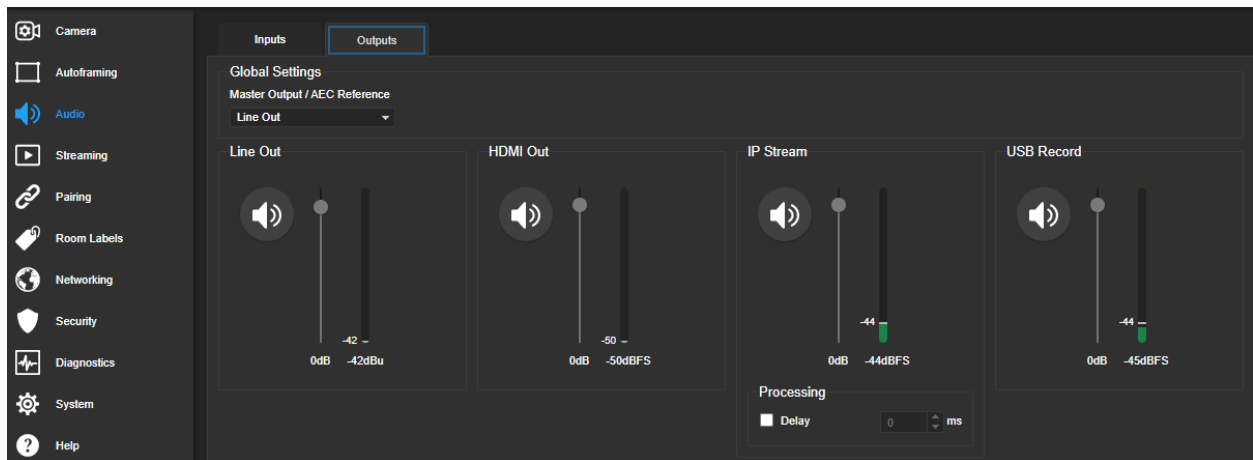 Camera
Autoframing
Audio
Streaming
Pairing
Room Labels
Networking
Security
Diagnostics
System
? Help
Inputs Outputs
Global Settings
Master Output / AEC Reference
Line Out
Line Out HDMI Out IP Stream USB Record
-42 -50 -44 -44
0dB -42dBu 0dB -50dBFS 0dB -44dBFS 0dB -45dBFS
Processing
Delay 0 ms